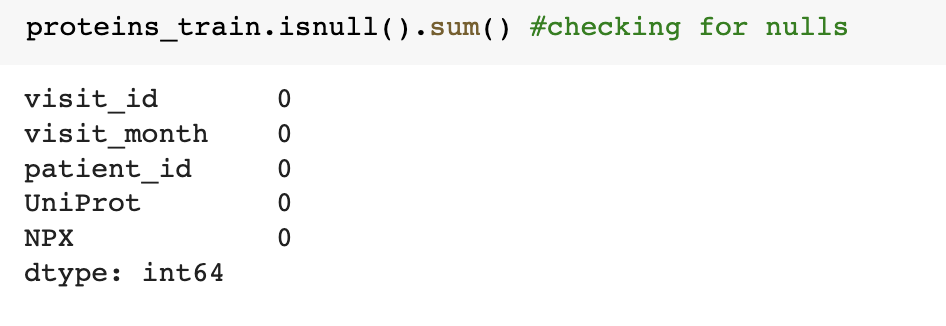 proteins_train.isnull().sum() #checking for nulls
visit_id 0
visit_month 0
patient_id 0
UniProt 0
NPX 0
dtype: int64